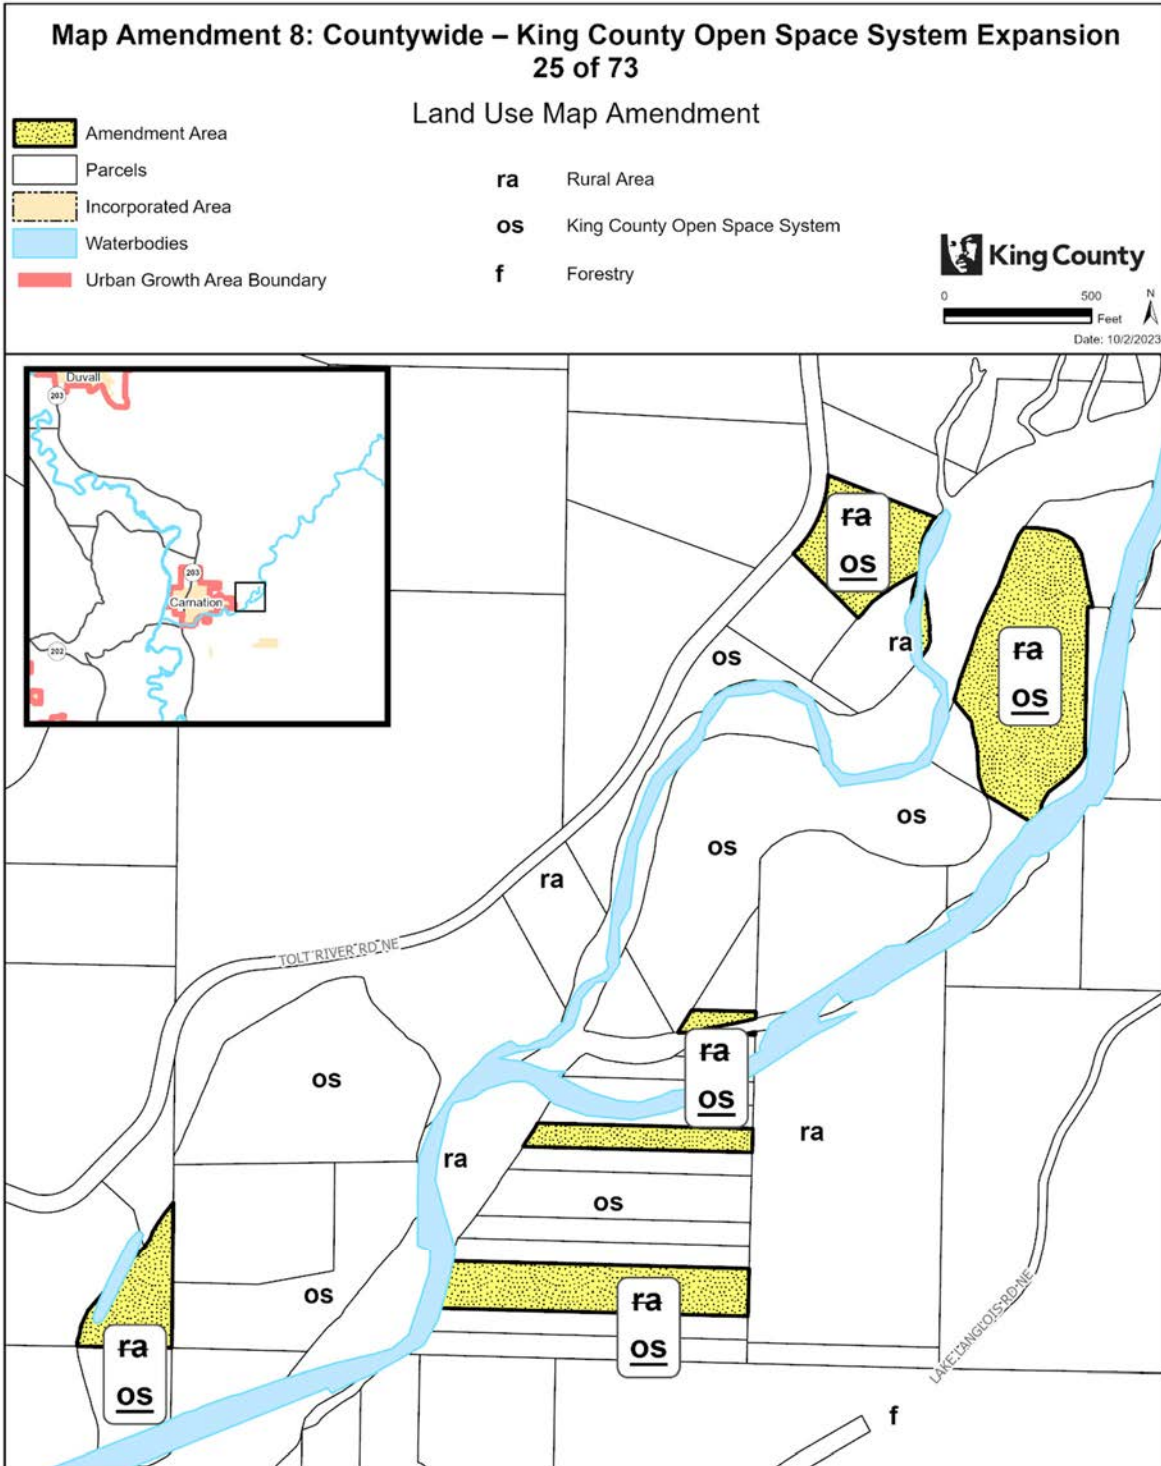 Map Amendment 8: Countywide – King County Open Space System Expansion
25 of 73
Land Use Map Amendment
Amendment Area
Parcels
Incorporated Area
Waterbodies
Urban Growth Area Boundary
ra Rural Area
os King County Open Space System
f Forestry
King County
0 500
Feet
N
Date: 10/2/2023
Duvall
203
203
Carnation
202
ra
os
ra
os
ra
os
os
os
ra
TOLT RIVER RD NE
ra
os
os
ra
ra
os
ra
os
os
ra
os
LAKE LANGLOIS RD NE
ra
os
f